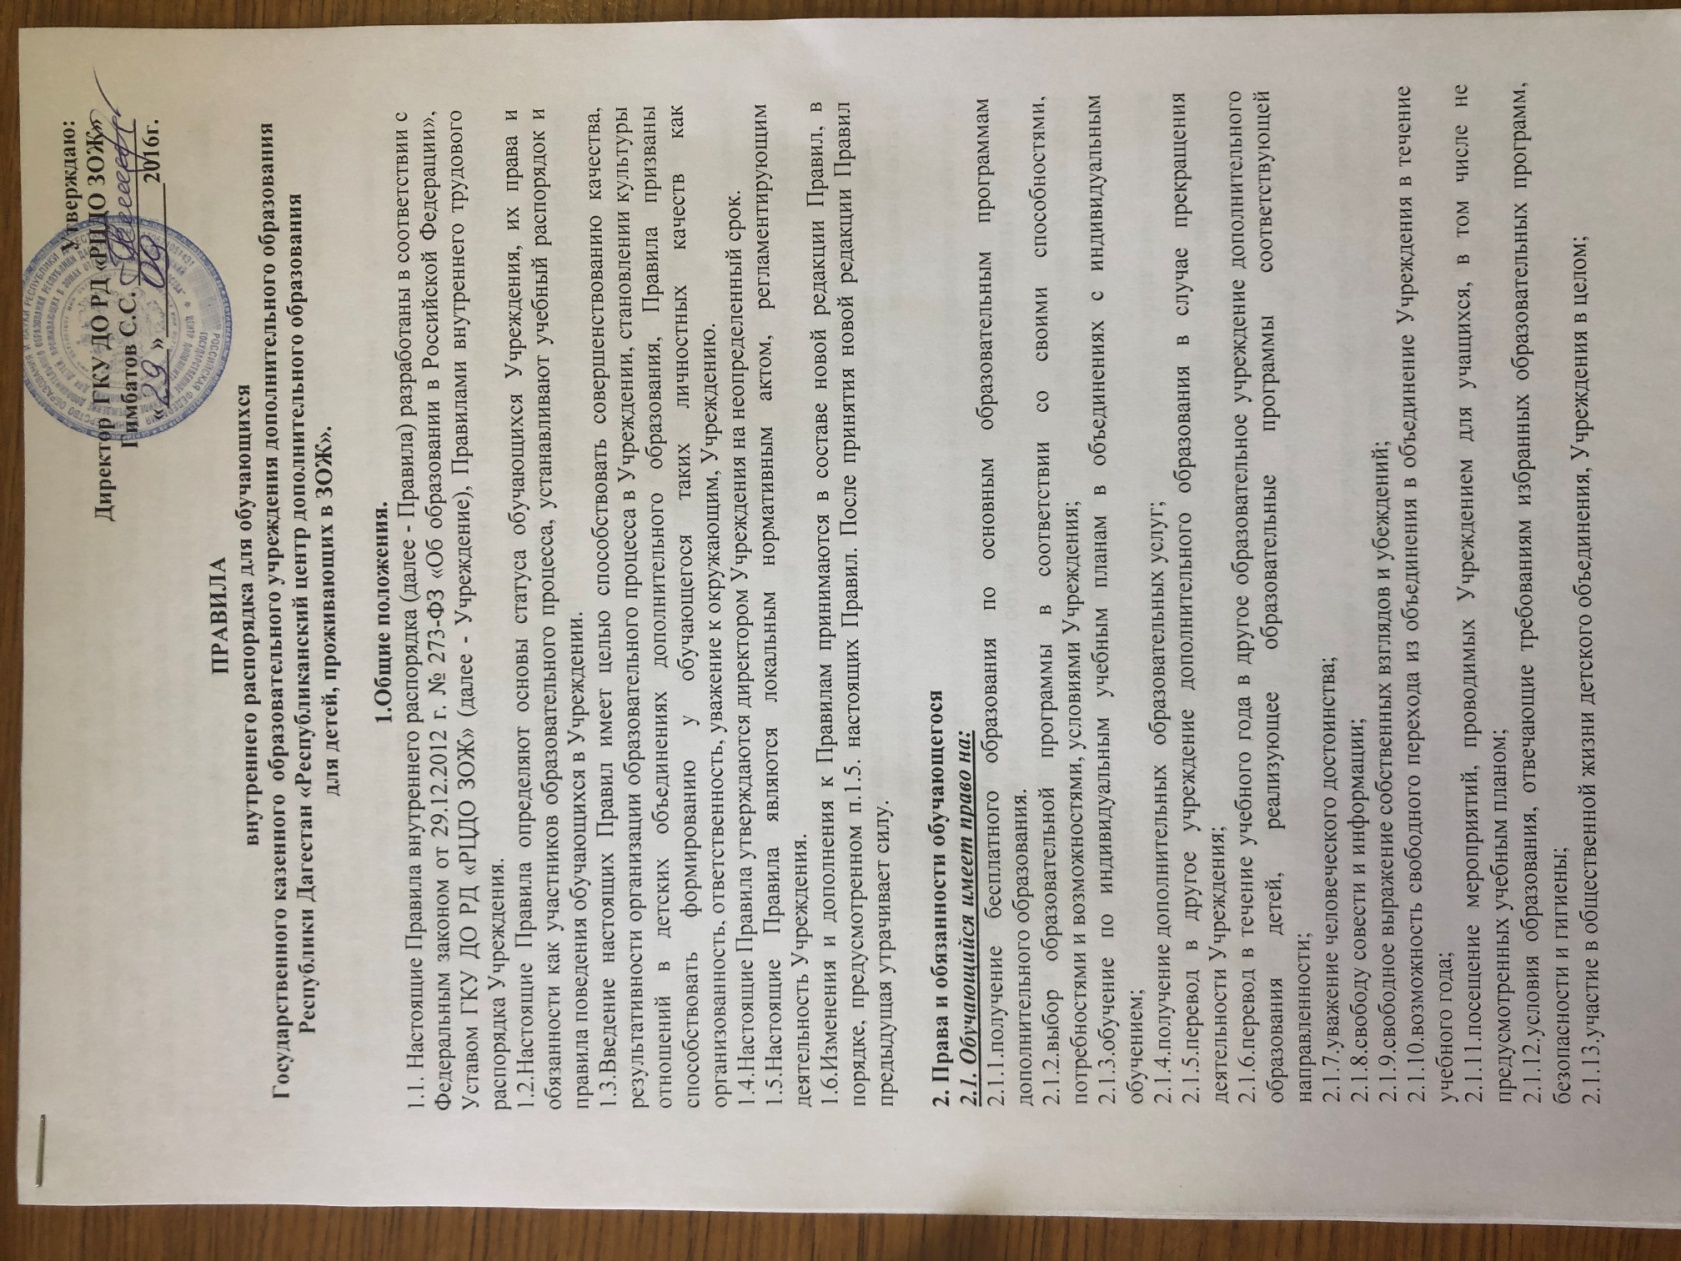 Утверждаю:
Директор ГКУ ДО РД «РЦДО ЗОЖ»
Гимбатов С.С.
«29» 09 2016г.
ПРАВИЛА
внутреннего распорядка для обучающихся
Государственного казенного образовательного учреждения дополнительного образования
Республики Дагестан «Республиканский центр дополнительного образования
для детей, проживающих в ЗОЖ».
1.Общие положения.
1.1. Настоящие Правила внутреннего распорядка (далее - Правила) разработаны в соответствии с
Федеральным законом от 29.12.2012 г. № 273-ФЗ «Об образовании в Российской Федерации»,
Уставом ГКУ ДО РД «РЦДО ЗОЖ» (далее - Учреждение), Правилами внутреннего трудового
распорядка Учреждения.
1.2.Настоящие Правила определяют основы статуса обучающихся Учреждения, их права и
обязанности как участников образовательного процесса, устанавливают учебный распорядок и
правила поведения обучающихся в Учреждении.
1.3.Введение настоящих Правил имеет целью способствовать совершенствованию качества,
результативности организации образовательного процесса в Учреждении, становлении культуры
отношений в детских объединениях дополнительного образования, Правила призваны
способствовать формированию у обучающегося таких личностных качеств как
организованность, ответственность, уважение к окружающим, Учреждению.
1.4.Настоящие Правила утверждаются директором Учреждения на неопределенный срок.
1.5.Настоящие Правила являются локальным нормативным актом, регламентирующим
деятельность Учреждения.
1.6.Изменения и дополнения к Правилам принимаются в составе новой редакции Правил, в
порядке, предусмотренном п.1.5. настоящих Правил. После принятия новой редакции Правил
предыдущая утрачивает силу.
2. Права и обязанности обучающегося
2.1. Обучающийся имеет право на:
2.1.1.получение бесплатного образования по основным образовательным программам
дополнительного образования.
2.1.2.выбор образовательной программы в соответствии со своими способностями,
потребностями и возможностями, условиями Учреждения;
2.1.3.обучение по индивидуальным учебным планам в объединениях с индивидуальным
обучением;
2.1.4.получение дополнительных образовательных услуг;
2.1.5.перевод в другое учреждение дополнительного образования в случае прекращения
деятельности Учреждения;
2.1.6.перевод в течение учебного года в другое образовательное учреждение дополнительного
образования детей, реализующее образовательные программы соответствующей
направленности;
2.1.7.уважение человеческого достоинства;
2.1.8.свободу совести и информации;
2.1.9.свободное выражение собственных взглядов и убеждений;
2.1.10.возможность свободного перехода из объединения в объединение Учреждения в течение
учебного года;
2.1.11.посещение мероприятий, проводимых Учреждением для учащихся, в том числе не
предусмотренных учебным планом;
2.1.12.условия образования, отвечающие требованиям избранных образовательных программ,
безопасности и гигиены;
2.1.13.участие в общественной жизни детского объединения, Учреждения в целом;